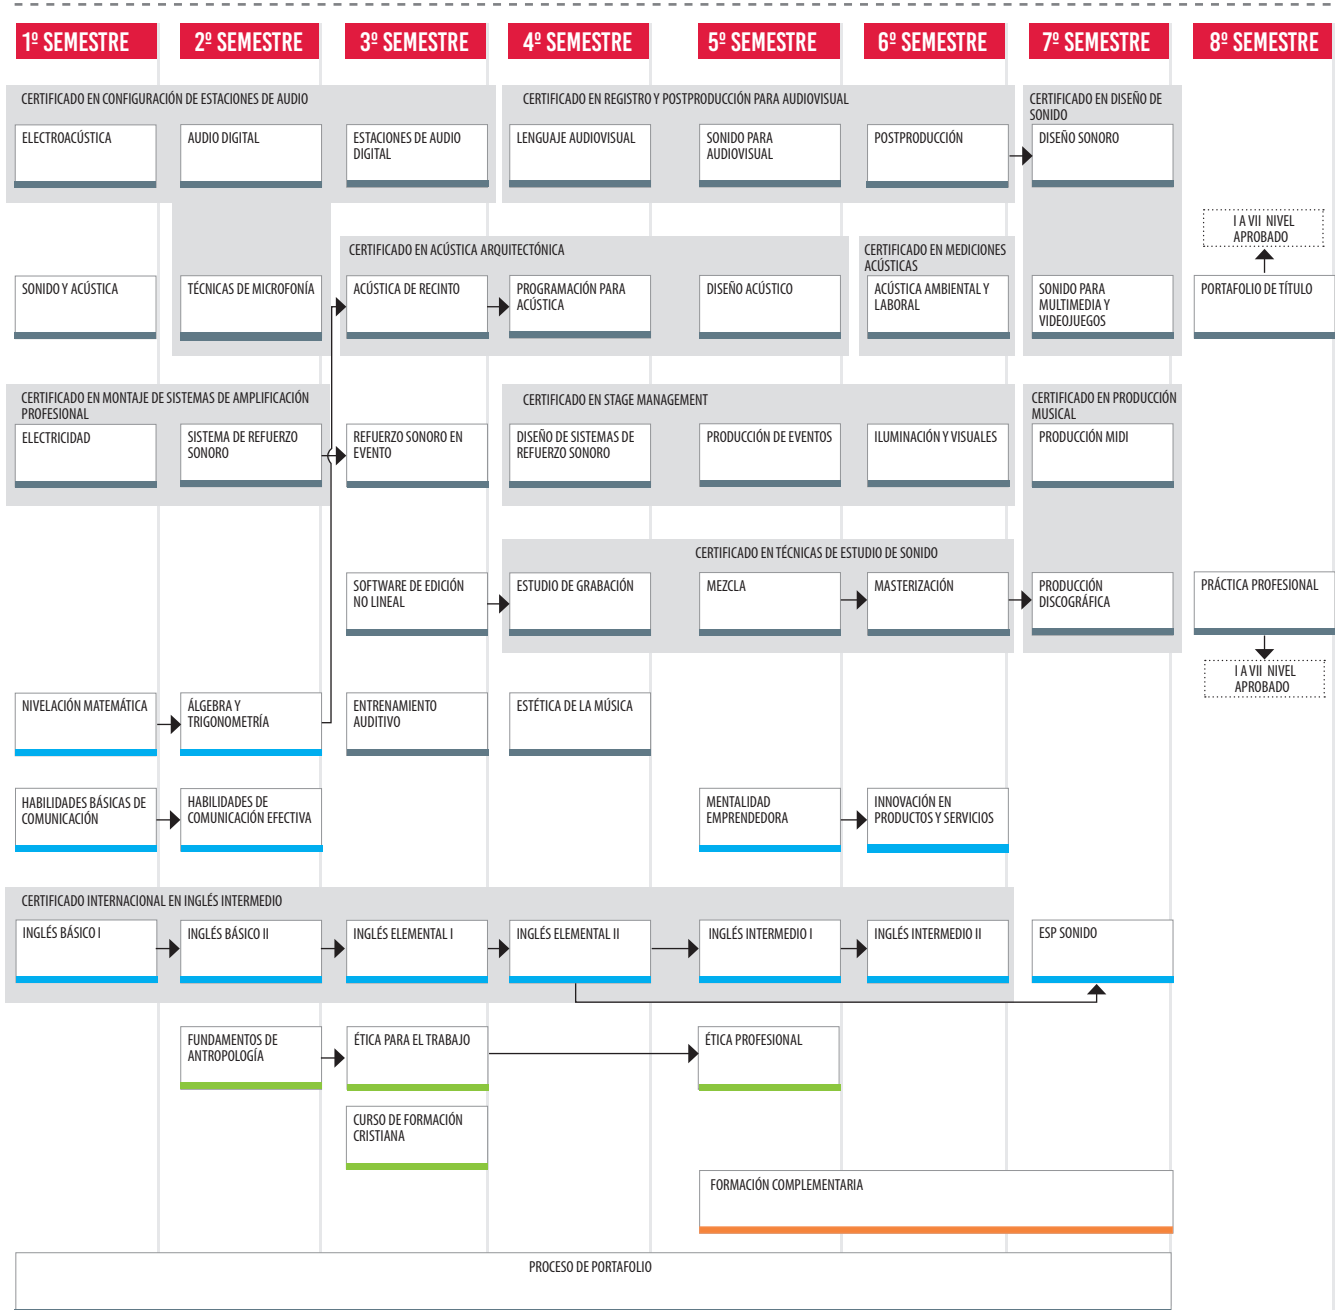 1º SEMESTRE
2º SEMESTRE
3º SEMESTRE
4º SEMESTRE
5º SEMESTRE
6º SEMESTRE
7º SEMESTRE
8º SEMESTRE
CERTIFICADO EN CONFIGURACIÓN DE ESTACIONES DE AUDIO
CERTIFICADO EN REGISTRO Y POSTPRODUCCIÓN PARA AUDIOVISUAL
CERTIFICADO EN DISEÑO DE
SONIDO
ELECTROACÚSTICA
AUDIO DIGITAL
ESTACIONES DE AUDIO
DIGITAL
LENGUAJE AUDIOVISUAL
SONIDO PARA
AUDIOVISUAL
POSTPRODUCCIÓN
DISEÑO SONORO
I A VII NIVEL
APROBADO
CERTIFICADO EN ACÚSTICA ARQUITECTÓNICA
CERTIFICADO EN MEDICIONES
ACÚSTICAS
SONIDO Y ACÚSTICA
TÉCNICAS DE MICROFONÍA
ACÚSTICA DE RECINTO
PROGRAMACIÓN PARA
ACÚSTICA
DISEÑO ACÚSTICO
ACÚSTICA AMBIENTAL Y
LABORAL
SONIDO PARA
MULTIMEDIA Y
VIDEOJUEGOS
PORTAFOLIO DE TÍTULO
CERTIFICADO EN MONTAJE DE SISTEMAS DE AMPLIFICACIÓN
PROFESIONAL
CERTIFICADO EN STAGE MANAGEMENT
CERTIFICADO EN PRODUCCIÓN
MUSICAL
ELECTRICIDAD
SISTEMA DE REFUERZO
SONORO
REFUERZO SONORO EN
EVENTO
DISEÑO DE SISTEMAS DE
REFUERZO SONORO
PRODUCCIÓN DE EVENTOS
ILUMINACIÓN Y VISUALES
PRODUCCIÓN MIDI
CERTIFICADO EN TÉCNICAS DE ESTUDIO DE SONIDO
SOFTWARE DE EDICIÓN
NO LINEAL
ESTUDIO DE GRABACIÓN
MEZCLA
MASTERIZACIÓN
PRODUCCIÓN
DISCOGRÁFICA
PRÁCTICA PROFESIONAL
I A VII NIVEL
APROBADO
NIVELACIÓN MATEMÁTICA
ÁLGEBRA Y
TRIGONOMETRÍA
ENTRENAMIENTO
AUDITIVO
ESTÉTICA DE LA MÚSICA
HABILIDADES BÁSICAS DE
COMUNICACIÓN
HABILIDADES DE
COMUNICACIÓN EFECTIVA
MENTALIDAD
EMPRENDEDORA
INNOVACIÓN EN
PRODUCTOS Y SERVICIOS
CERTIFICADO INTERNACIONAL EN INGLÉS INTERMEDIO
INGLÉS BÁSICO I
INGLÉS BÁSICO II
INGLÉS ELEMENTAL I
INGLÉS ELEMENTAL II
INGLÉS INTERMEDIO I
INGLÉS INTERMEDIO II
ESP SONIDO
FUNDAMENTOS DE
ANTROPOLOGÍA
ÉTICA PARA EL TRABAJO
ÉTICA PROFESIONAL
CURSO DE FORMACIÓN
CRISTIANA
FORMACIÓN COMPLEMENTARIA
PROCESO DE PORTAFOLIO